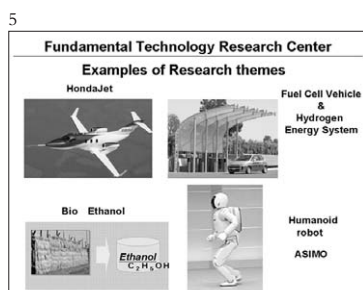 5
Fundamental Technology Research Center
Examples of Research themes
HondaJet
Fuel Cell Vehicle
&
Hydrogen
Energy System
Bio Ethanol
Ethanol
C₂H₅OH
Humanoid
robot
ASIMO